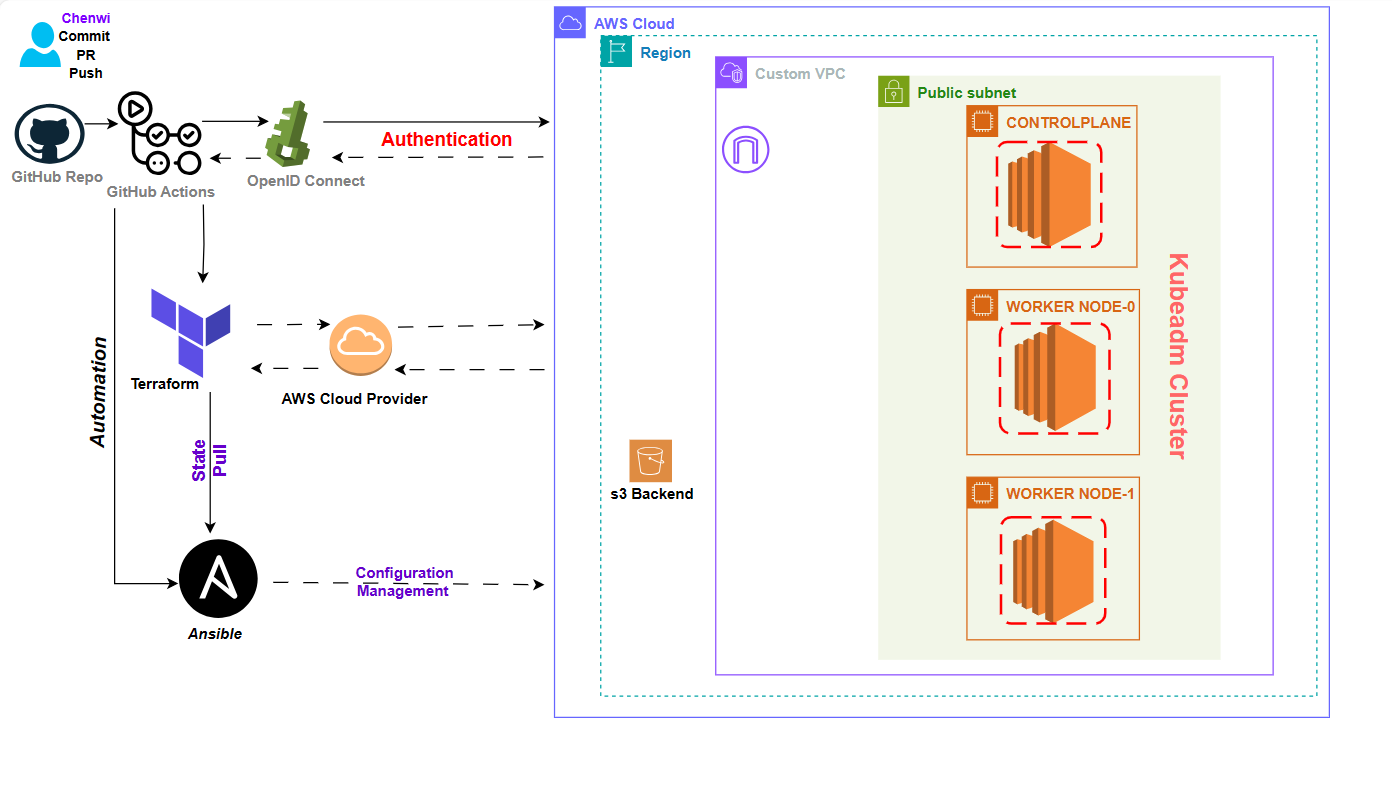 Chenwi
Commit
PR
Push
GitHub Repo
GitHub Actions
OpenID Connect
Authentication
Automation
Terraform
AWS Cloud Provider
State
Pull
Ansible
Configuration
Management
AWS Cloud
Region
Custom VPC
Public subnet
s3 Backend
CONTROLPLANE
WORKER NODE-0
WORKER NODE-1
Kubeadm Cluster